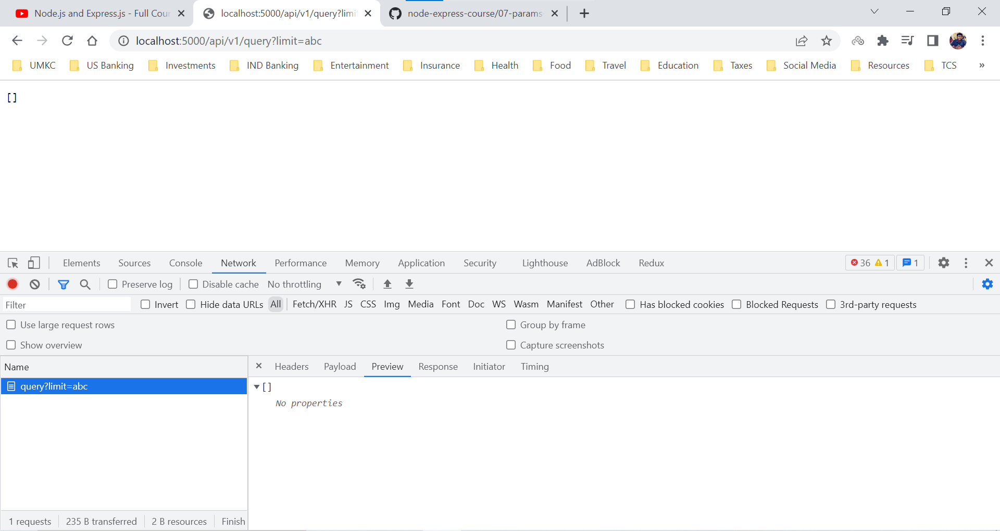 Node.js and Express.js - Full Cour
localhost:5000/api/v1/query?limi
node-express-course/07-params-
localhost:5000/api/v1/query?limit=abc
UMKC US Banking Investments IND Banking Entertainment Insurance Health Food Travel Education Taxes Social Media Resources TCS »
[]
Elements Sources Console Network Performance Memory Application Security Lighthouse AdBlock Redux 36 1 1
Preserve log Disable cache No throttling
Filter Invert Hide data URLs All Fetch/XHR JS CSS Img Media Font Doc WS Wasm Manifest Other Has blocked cookies Blocked Requests 3rd-party requests
Use large request rows Group by frame
Show overview Capture screenshots
Name Headers Payload Preview Response Initiator Timing
query?limit=abc []
No properties
1 requests 235 B transferred 2 B resources Finish